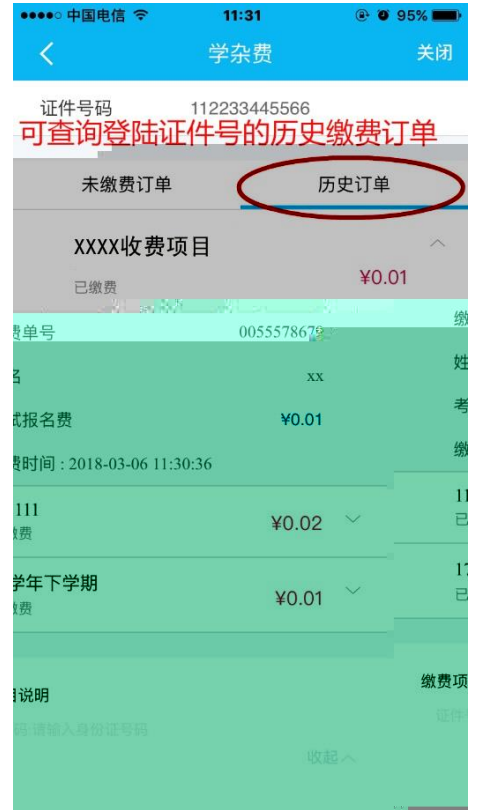 中国电信 11:31 95%
学杂费 关闭
证件号码 112233445566
可查询登陆证件号的历史缴费订单
未缴费订单 历史订单
XXXX收费项目
已缴费 ¥0.01
缴
费单号
姓
名 xx
考
试报名费 ¥0.01
缴
费时间 : 2018-03-06 11:30:36
11
111 ¥0.02
已
缴费
17
学年下学期 ¥0.01
已
缴费
缴费项
目说明
证件
码:请输入身份证号码
收起